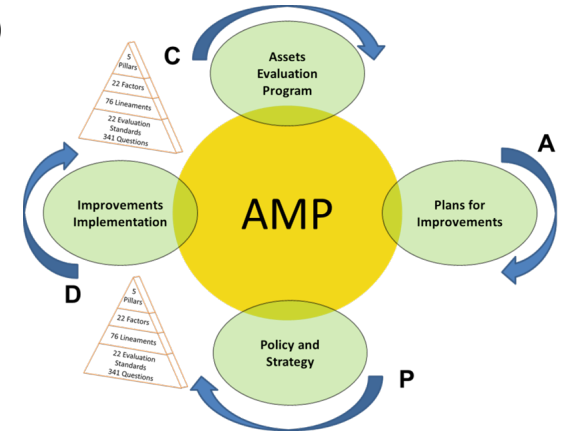 )
C
Assets
Evaluation
Program
5
Pillars
22 Factors
76 Lineaments
22 Evaluation
Standards
341 Questions
A
Improvements
Implementation
AMP
Plans for
Improvements
D
5
Pillars
22 Factors
76 Lineaments
22 Evaluation
Standards
341 Questions
Policy and
Strategy
P